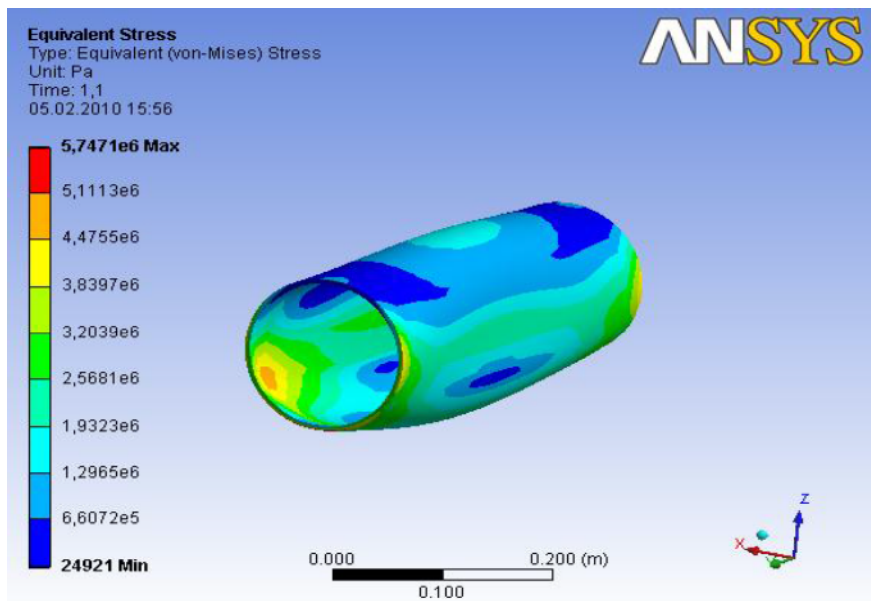 Equivalent Stress
Type: Equivalent (von-Mises) Stress
Unit: Pa
Time: 1,1
05.02.2010 15:56
ANSYS
5,7471e6 Max
5,1113e6
4,4755e6
3,8397e6
3,2039e6
2,5681e6
1,9323e6
1,2965e6
6,6072e5
24921 Min
0.000
0.200 (m)
0.100
Z
X